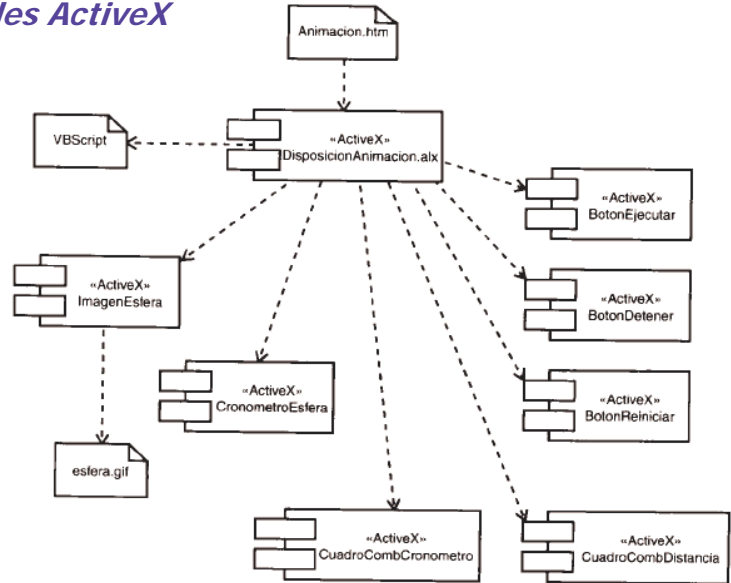 les ActiveX
Animacion.htm
VBScript
«ActiveX»
DisposicionAnimacion.alx
«ActiveX»
BotonEjecutar
«ActiveX»
ImagenEsfera
«ActiveX»
BotonDetener
«ActiveX»
CronometroEsfera
«ActiveX»
BotonReiniciar
esfera.gif
«ActiveX»
CuadroCombCronometro
«ActiveX»
CuadroCombDistancia